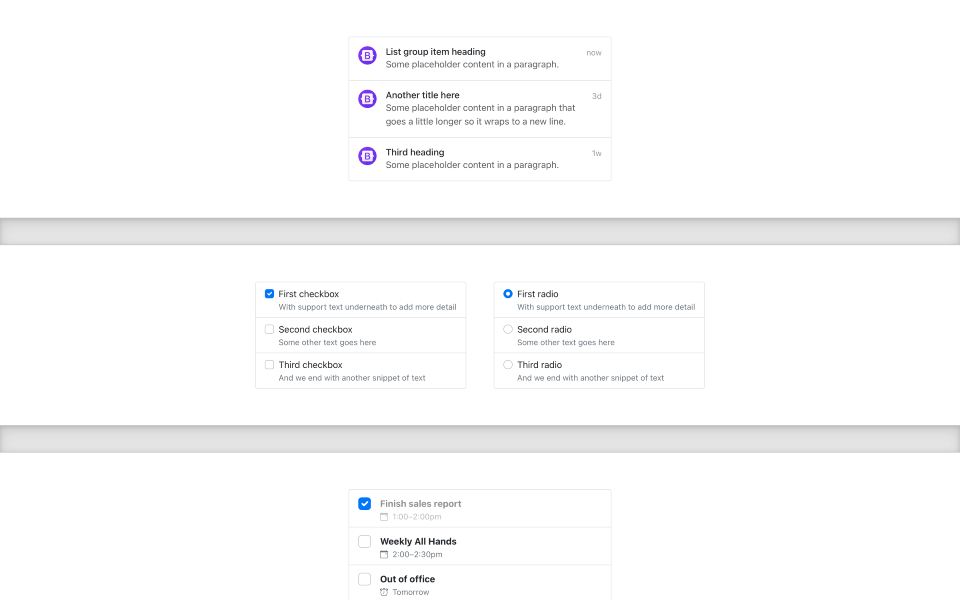 List group item heading
now
Some placeholder content in a paragraph.
Another title here
3d
Some placeholder content in a paragraph that
goes a little longer so it wraps to a new line.
Third heading
1w
Some placeholder content in a paragraph.
First checkbox
With support text underneath to add more detail
Second checkbox
Some other text goes here
Third checkbox
And we end with another snippet of text
First radio
With support text underneath to add more detail
Second radio
Some other text goes here
Third radio
And we end with another snippet of text
Finish sales report
1:00–2:00pm
Weekly All Hands
2:00–2:30pm
Out of office
Tomorrow